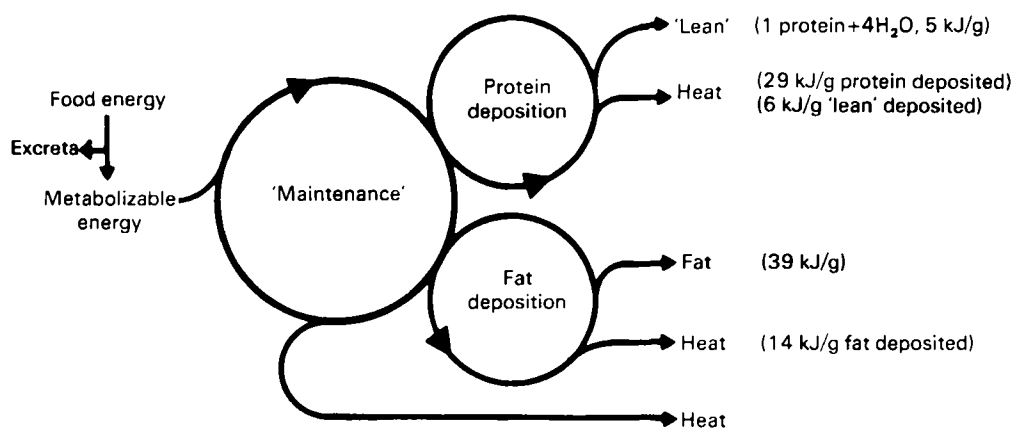 Food energy
Excreta
Metabolizable
energy
'Maintenance'
Protein
deposition
'Lean' (1 protein+4H₂O, 5 kJ/g)
Heat (29 kJ/g protein deposited)
(6 kJ/g 'lean' deposited)
Fat
deposition
Fat (39 kJ/g)
Heat (14 kJ/g fat deposited)
Heat